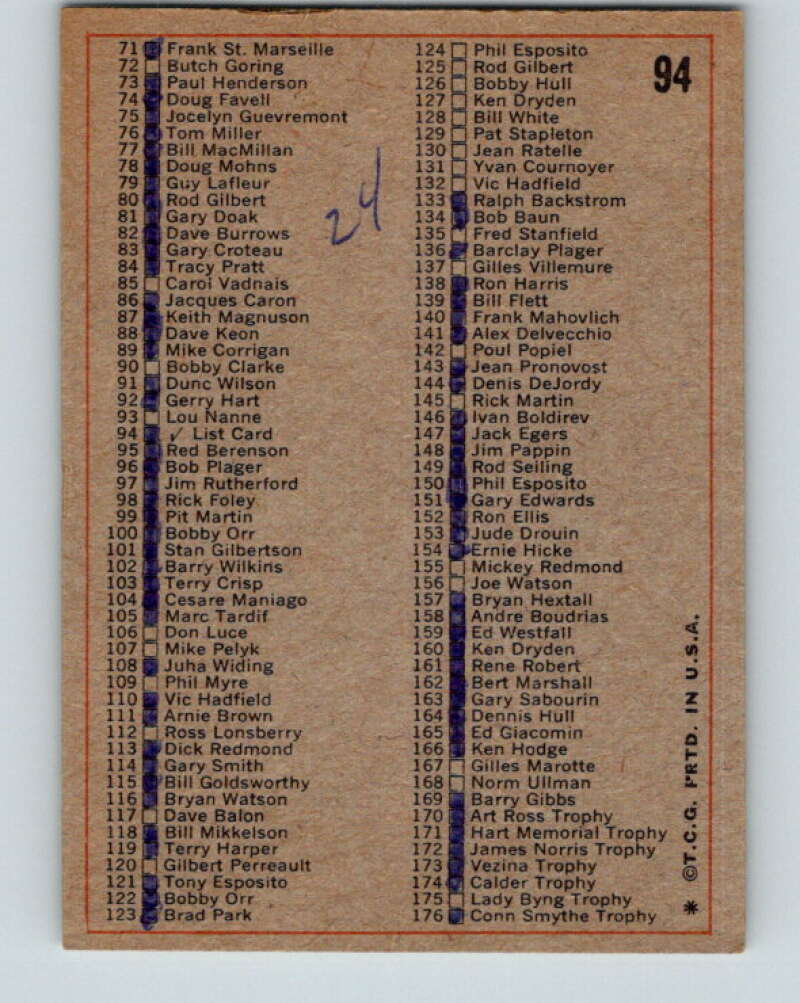 71 Frank St. Marseille
72 Butch Goring
73 Paul Henderson
74 Doug Favell
75 Jocelyn Guevremont
76 Tom Miller
77 Bill MacMillan
78 Doug Mohns
79 Guy Lafleur
80 Rod Gilbert
81 Gary Doak
82 Dave Burrows
83 Gary Croteau
84 Tracy Pratt
85 Carol Vadnais
86 Jacques Caron
87 Keith Magnuson
88 Dave Keon
89 Mike Corrigan
90 Bobby Clarke
91 Dunc Wilson
92 Gerry Hart
93 Lou Nanne
94 ✓ List Card
95 Red Berenson
96 Bob Plager
97 Jim Rutherford
98 Rick Foley
99 Pit Martin
100 Bobby Orr
101 Stan Gilbertson
102 Barry Wilkins
103 Terry Crisp
104 Cesare Maniago
105 Marc Tardif
106 Don Luce
107 Mike Pelyk
108 Juha Widing
109 Phil Myre
110 Vic Hadfield
111 Arnie Brown
112 Ross Lonsberry
113 Dick Redmond
114 Gary Smith
115 Bill Goldsworthy
116 Bryan Watson
117 Dave Balon
118 Bill Mikkelson
119 Terry Harper
120 Gilbert Perreault
121 Tony Esposito
122 Bobby Orr
123 Brad Park
24
124 Phil Esposito
125 Rod Gilbert
126 Bobby Hull
127 Ken Dryden
128 Bill White
129 Pat Stapleton
130 Jean Ratelle
131 Yvan Cournoyer
132 Vic Hadfield
133 Ralph Backstrom
134 Bob Baun
135 Fred Stanfield
136 Barclay Plager
137 Gilles Villemure
138 Ron Harris
139 Bill Flett
140 Frank Mahovlich
141 Alex Delvecchio
142 Poul Popiel
143 Jean Pronovost
144 Denis DeJordy
145 Rick Martin
146 Ivan Boldirev
147 Jack Egers
148 Jim Pappin
149 Rod Seiling
150 Phil Esposito
151 Gary Edwards
152 Ron Ellis
153 Jude Drouin
154 Ernie Hicke
155 Mickey Redmond
156 Joe Watson
157 Bryan Hextall
158 Andre Boudrias
159 Ed Westfall
160 Ken Dryden
161 Rene Robert
162 Bert Marshall
163 Gary Sabourin
164 Dennis Hull
165 Ed Giacomin
166 Ken Hodge
167 Gilles Marotte
168 Norm Ullman
169 Barry Gibbs
170 Art Ross Trophy
171 Hart Memorial Trophy
172 James Norris Trophy
173 Vezina Trophy
174 Calder Trophy
175 Lady Byng Trophy
176 Conn Smythe Trophy
94
* ©T.C.G. PRTD. IN U.S.A.